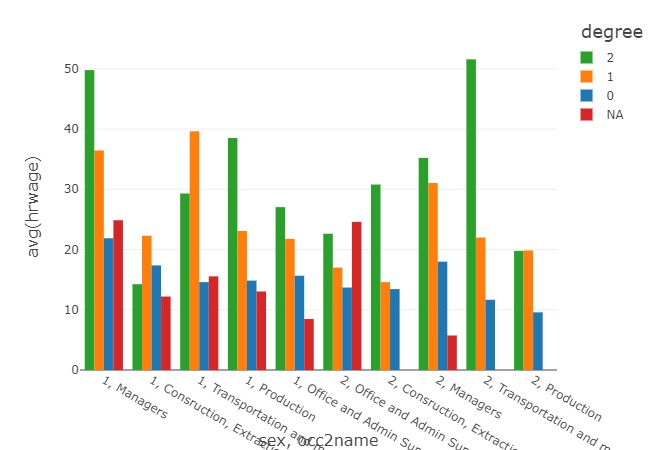 degree
2
1
0
NA
avg(hrwage)
50
40
30
20
10
0
1, Managers
1, Consruction, Extracti
1, Transportation and m
1, Production
1, Office and Admin Sup
2, Office and Admin Sup
2, Consruction, Extractio
2, Managers
2, Transportation and m
2, Production
sex, occ2name